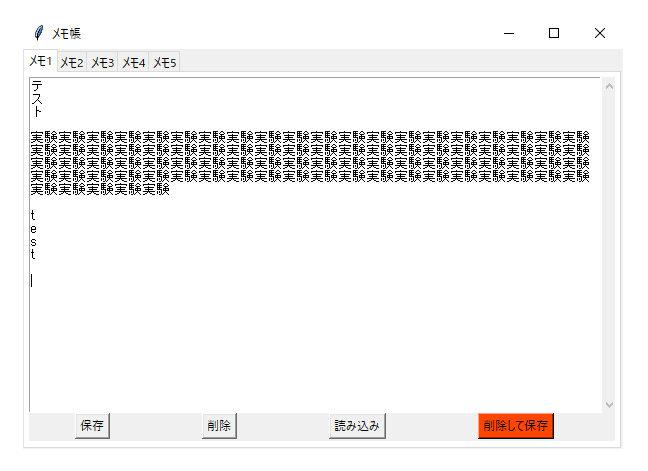 メモ帳
メモ1 メモ2 メモ3 メモ4 メモ5
テ
ス
ト
実験実験実験実験実験実験実験実験実験実験実験実験実験実験実験実験実験実験実験実験
実験実験実験実験実験実験実験実験実験実験実験実験実験実験実験実験実験実験実験実験
実験実験実験実験実験実験実験実験実験実験実験実験実験実験実験実験実験実験実験実験
実験実験実験実験実験実験実験実験実験実験実験実験実験実験実験実験実験実験実験実験
実験実験実験実験実験
t
e
s
t
保存 削除 読み込み 削除して保存